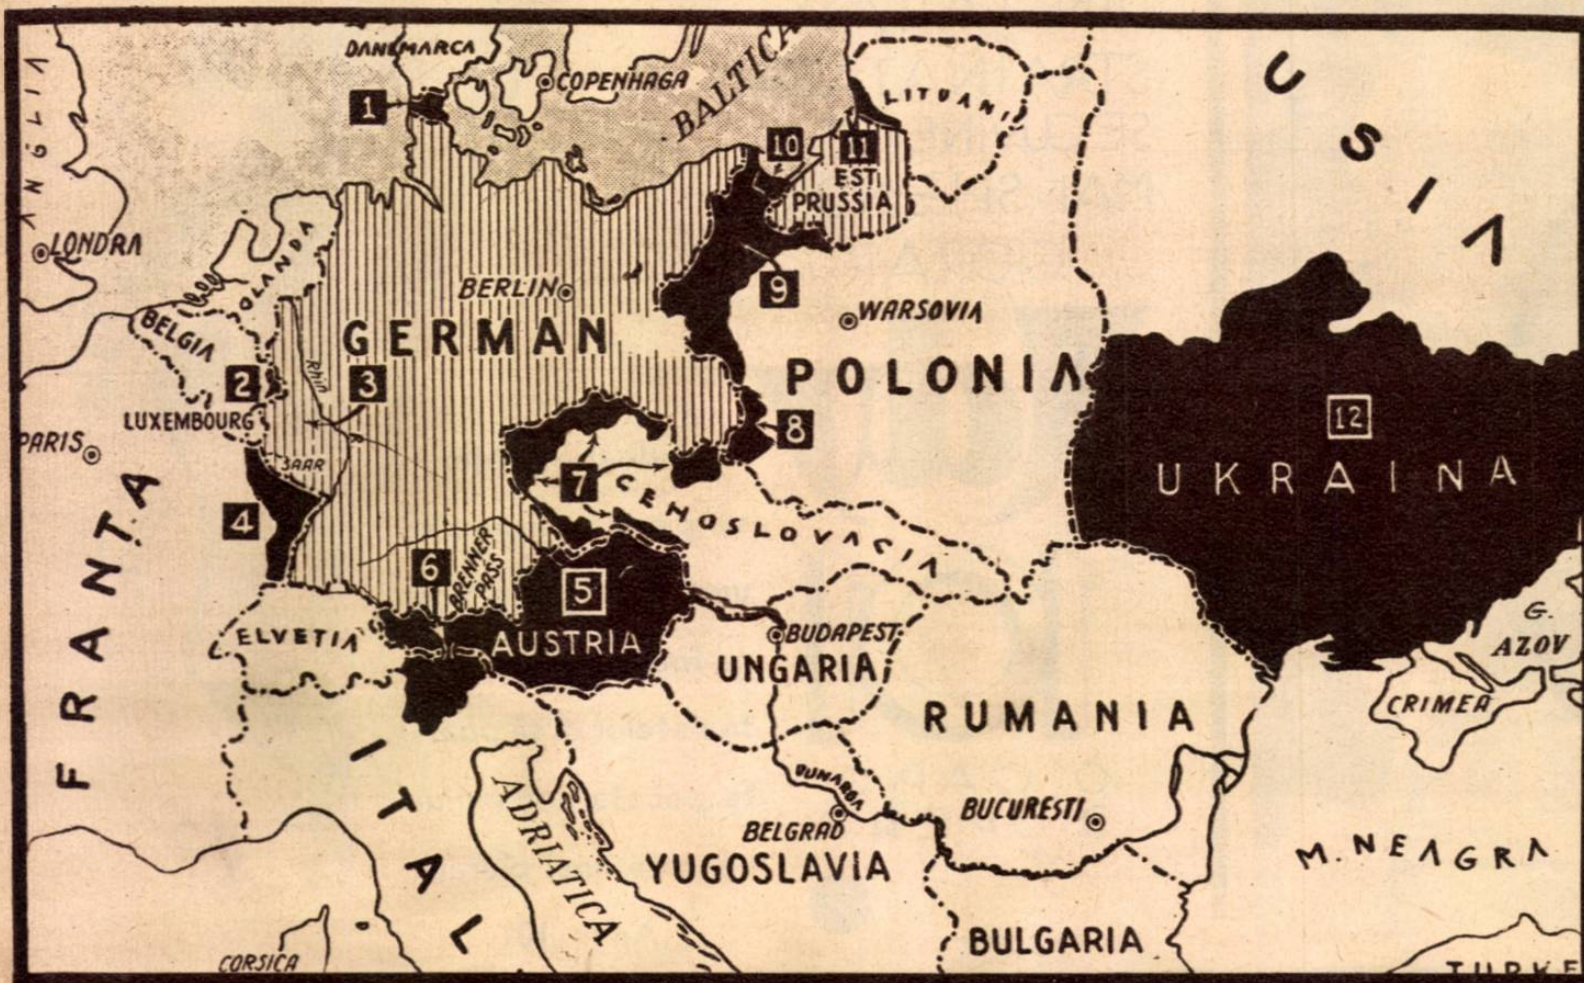 DANEMARCA
COPENHAGA
BALTICA
ANGLIA
LITUANI
USIA
1
10
11
EST
PRUSSIA
LONDRA
OLANDA
BERLIN
9
WARSOVIA
BELGIA
GERMAN
RHIN
2
3
POLONIA
12
LUXEMBOURG
8
PARIS
SAAR
7
UKRAINA
4
CEHOSLOVACIA
FRANTA
6
BRENNER
PASS
5
G.
AZOV
ELVETIA
AUSTRIA
BUDAPEST
UNGARIA
CRIMEA
RUMANIA
ITAL
DUNAREA
BUCURESTI
ADRIATICA
BELGRAD
YUGOSLAVIA
M. NEAGRA
BULGARIA
CORSICA
TURKE